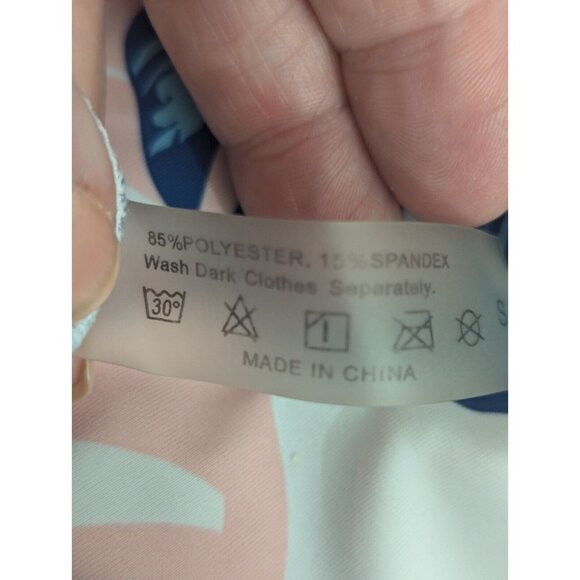 85%POLYESTER, 15%SPANDEX
Wash Dark Clothes Separately.
30°
S
MADE IN CHINA